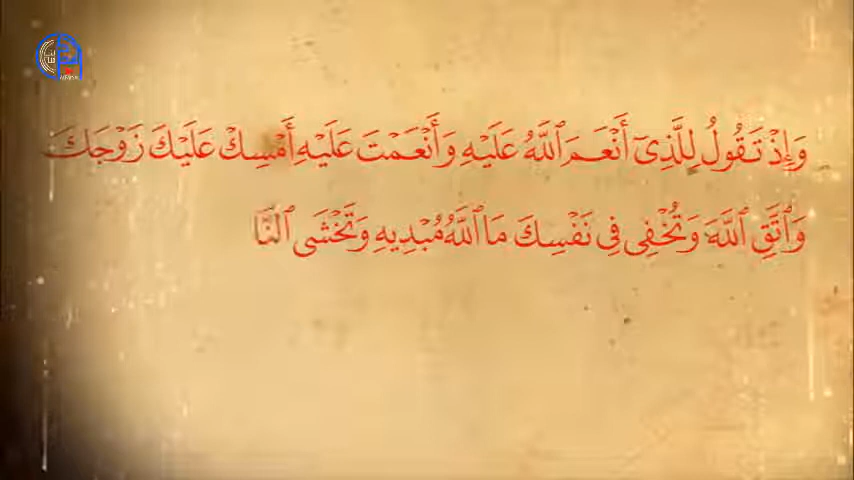 وَإِذْ تَقُولُ لِلَّذِىٓ أَنْعَمَ ٱللَّهُ عَلَيْهِ وَأَنْعَمْتَ عَلَيْهِ أَمْسِكْ عَلَيْكَ زَوْجَكَ
وَٱتَّقِ ٱللَّهَ وَتُخْفِى فِى نَفْسِكَ مَا ٱللَّهُ مُبْدِيهِ وَتَخْشَى ٱلنَّا